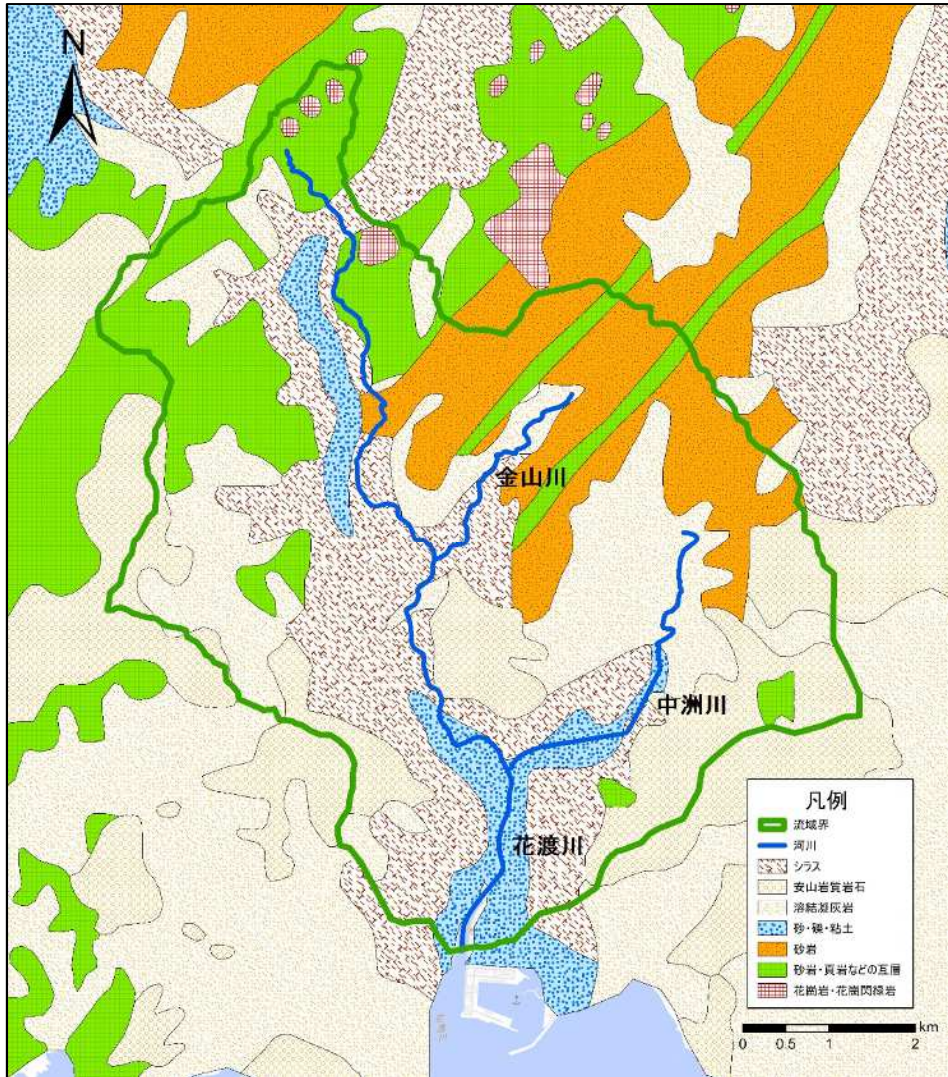 N
金山川
中洲川
花渡川
凡例
流域界
河川
シラス
安山岩質岩石
溶結凝灰岩
砂・礫・粘土
砂岩
砂岩・頁岩などの互層
花崗岩・花崗閃緑岩
km
0 0.5 1 2